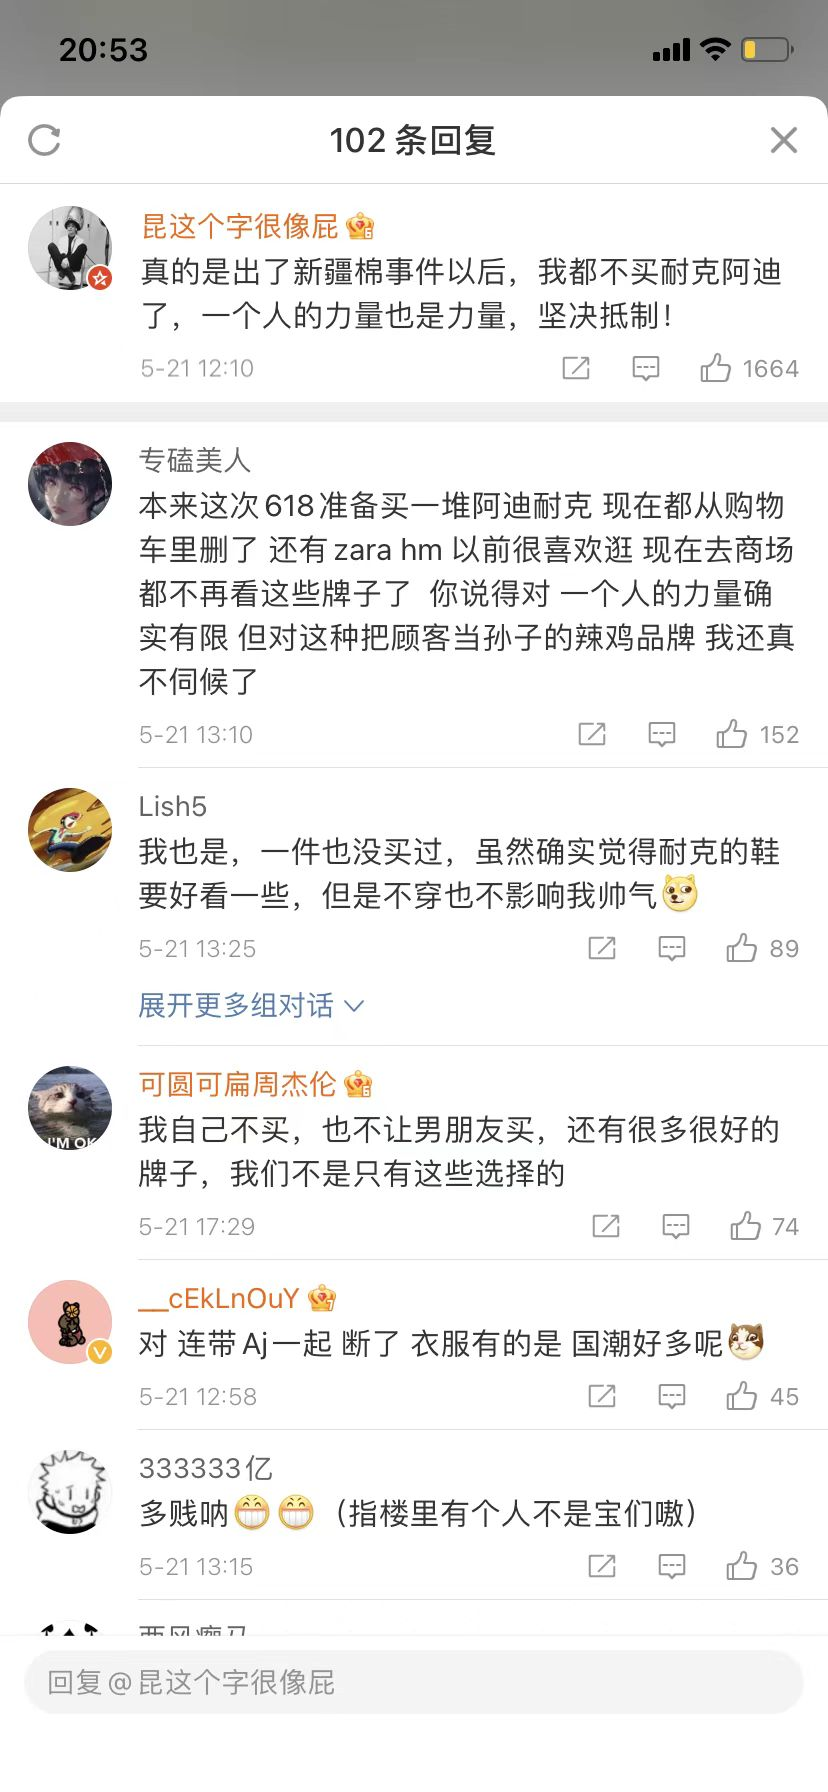 20:53
102 条回复
昆这个字很像屁
真的是出了新疆棉事件以后，我都不买耐克阿迪
了，一个人的力量也是力量，坚决抵制！
5-21 12:10
1664
专磕美人
本来这次618准备买一堆阿迪耐克 现在都从购物
车里删了 还有zara hm 以前很喜欢逛 现在去商场
都不再看这些牌子了 你说得对 一个人的力量确
实有限 但对这种把顾客当孙子的辣鸡品牌 我还真
不伺候了
5-21 13:10
152
Lish5
我也是，一件也没买过，虽然确实觉得耐克的鞋
要好看一些，但是不穿也不影响我帅气
5-21 13:25
89
展开更多组对话
I'M OK
可圆可扁周杰伦
我自己不买，也不让男朋友买，还有很多很好的
牌子，我们不是只有这些选择的
5-21 17:29
74
__cEkLnOuY
对 连带Aj一起 断了 衣服有的是 国潮好多呢
5-21 12:58
45
333333亿
多贱呐（指楼里有个人不是宝们嗷）
5-21 13:15
36
回复@昆这个字很像屁